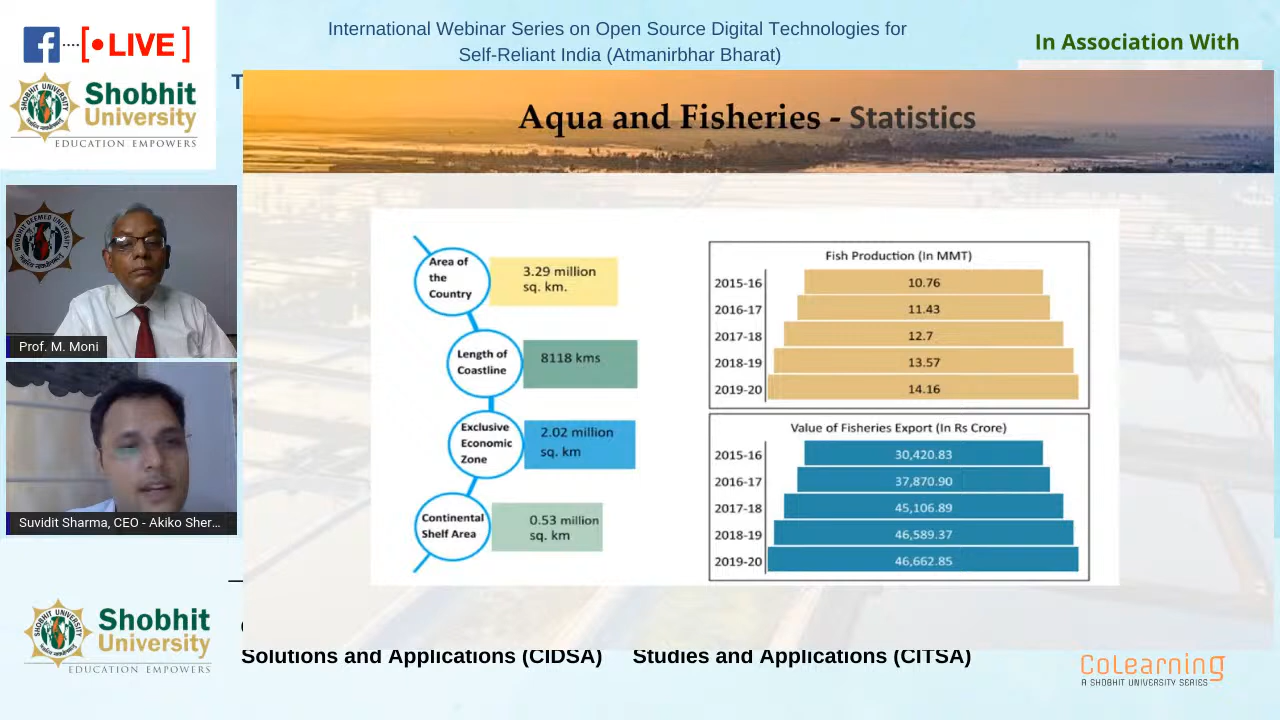 LIVE
International Webinar Series on Open Source Digital Technologies for
Self-Reliant India (Atmanirbhar Bharat)
In Association With
Shobhit
University
EDUCATION EMPOWERS
T
Aqua and Fisheries - Statistics
SHOBHIT DEEMED UNIVERSITY
Prof. M. Moni
Suvidit Sharma, CEO - Akiko Sher...
Area of
the
Country
3.29 million
sq. km.
Length of
Coastline
8118 kms
Exclusive
Economic
Zone
2.02 million
sq. km
Continental
Shelf Area
0.53 million
sq. km
Fish Production (In MMT)
2015-16 10.76
2016-17 11.43
2017-18 12.7
2018-19 13.57
2019-20 14.16
Value of Fisheries Export (In Rs Crore)
2015-16 30,420.83
2016-17 37,870.90
2017-18 45,106.89
2018-19 46,589.37
2019-20 46,662.85
Shobhit
University
EDUCATION EMPOWERS
Solutions and Applications (CIDSA) Studies and Applications (CITSA)
CoLearning
A SHOBHIT UNIVERSITY SERIES